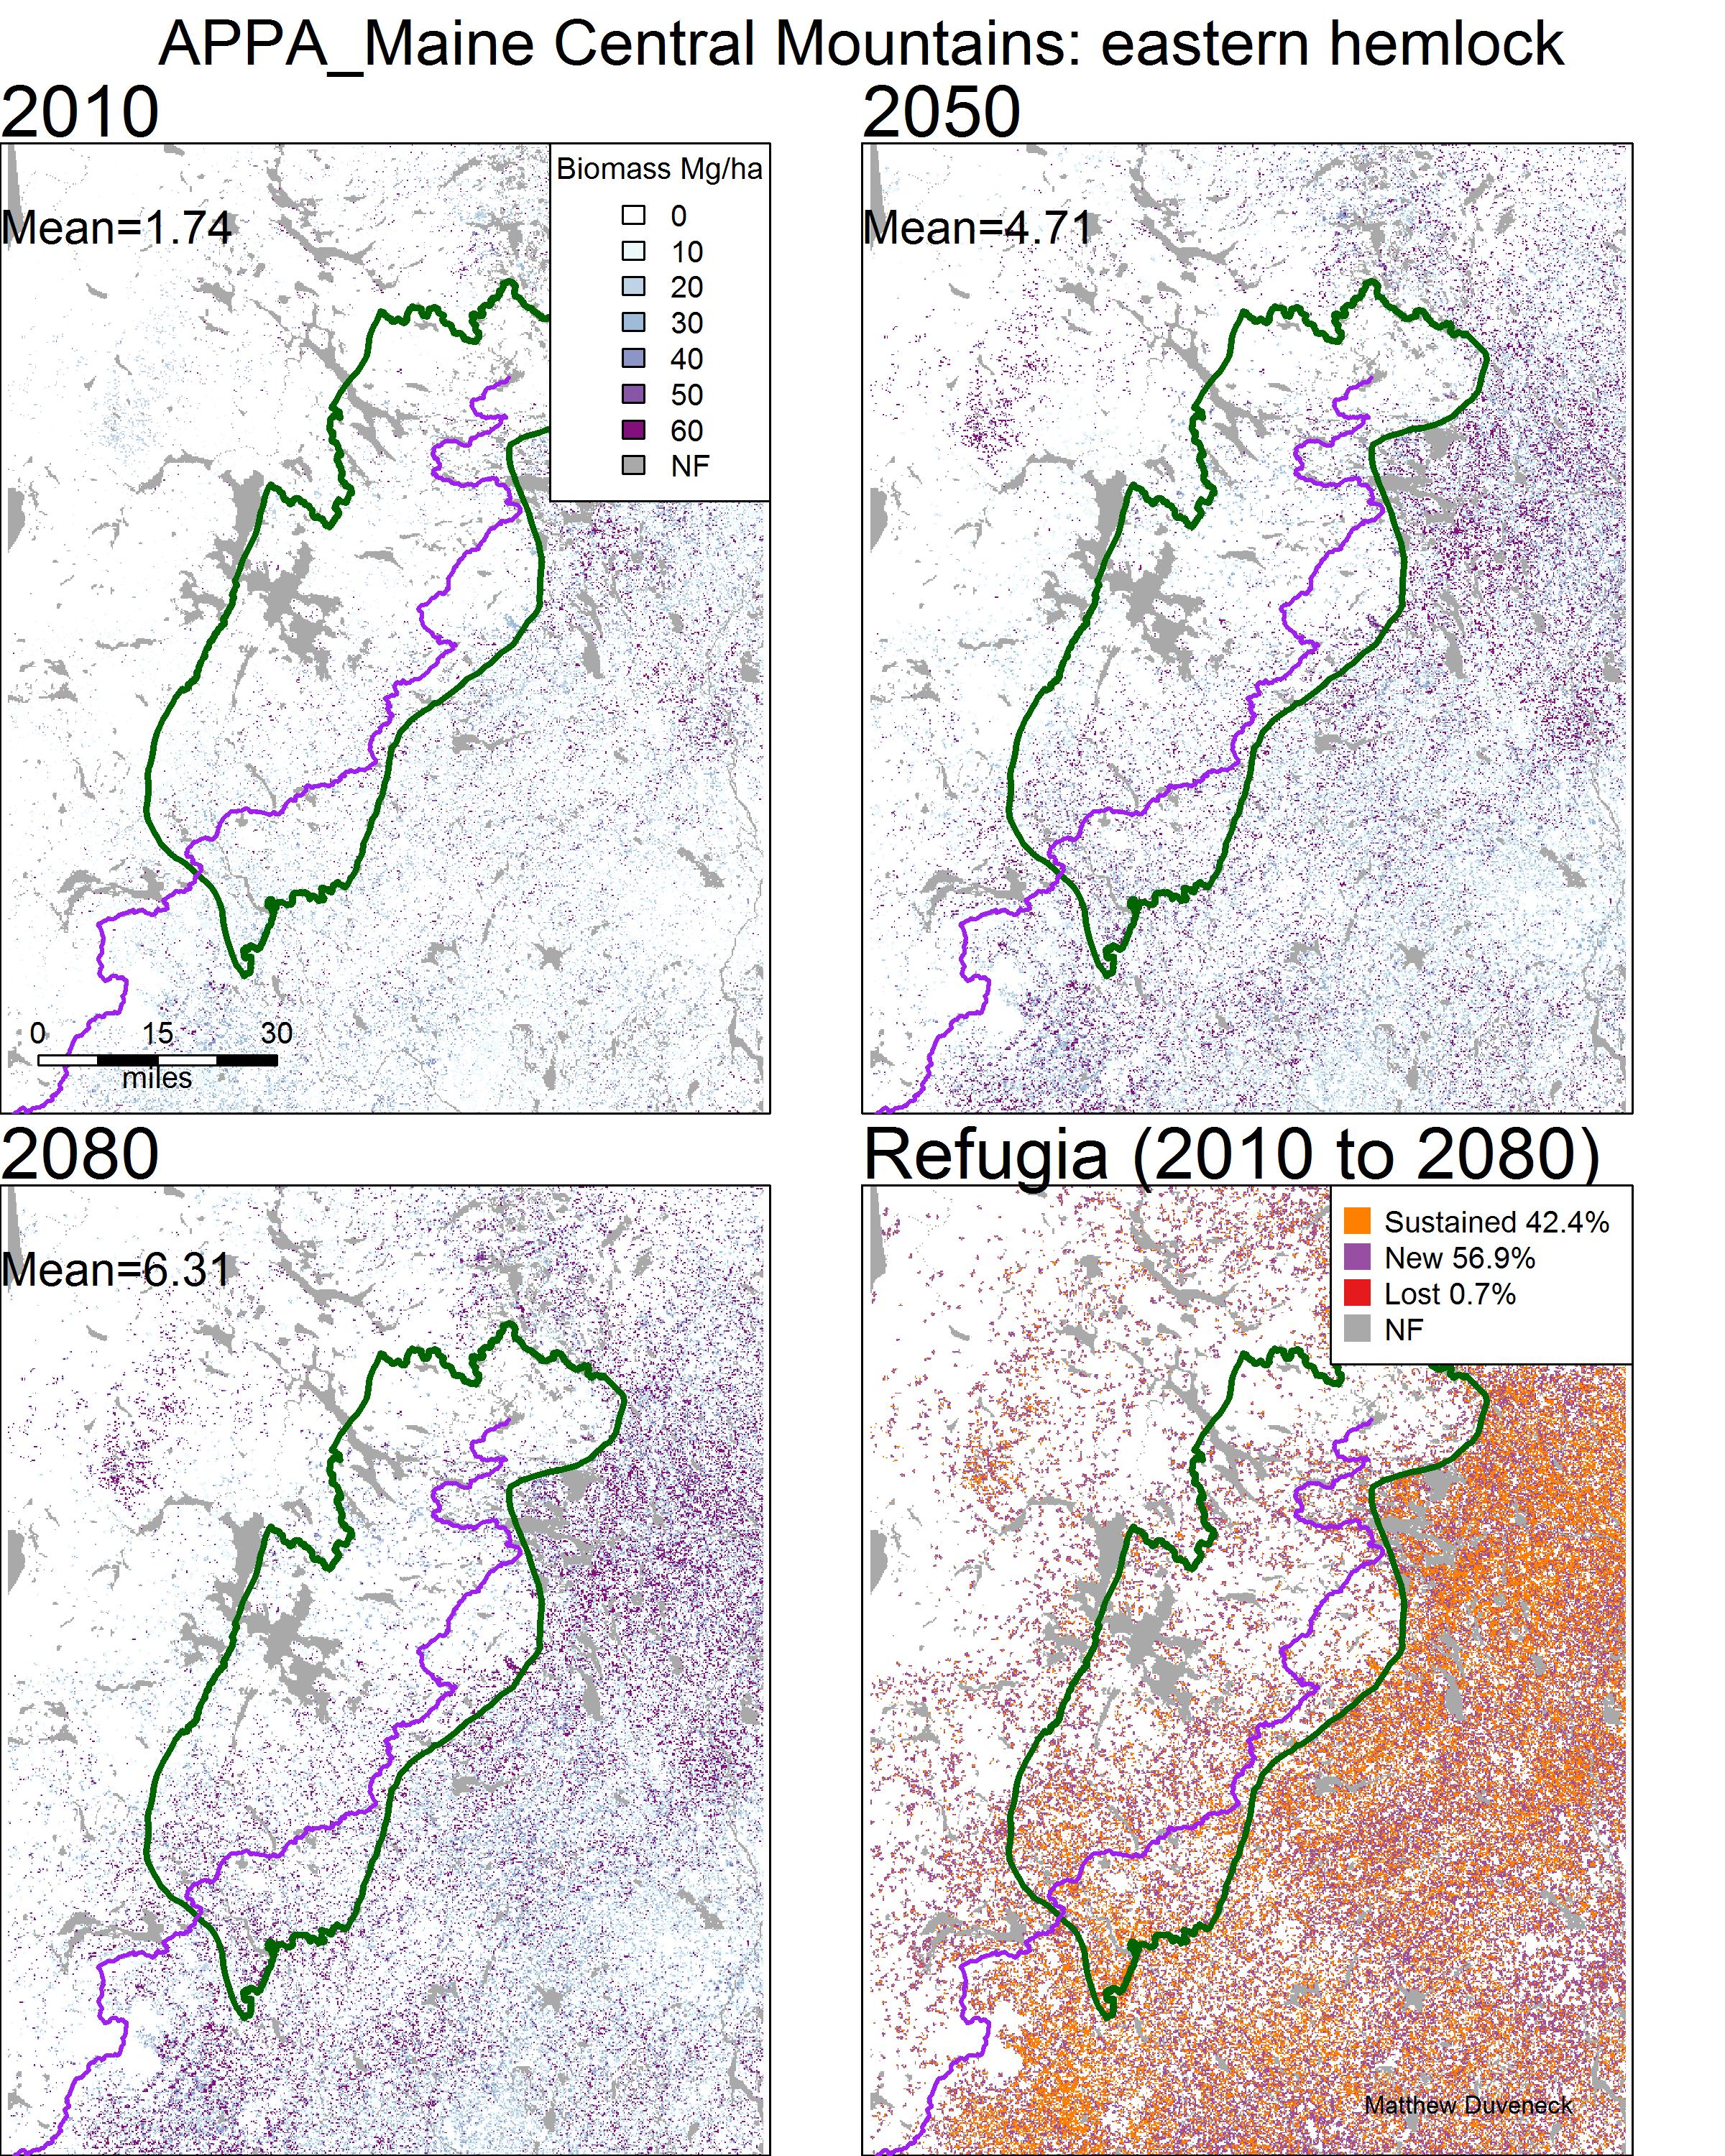 APPA_Maine Central Mountains: eastern hemlock
2010
Mean=1.74
Biomass Mg/ha
0
10
20
30
40
50
60
NF
0 15 30
miles
2050
Mean=4.71
2080
Mean=6.31
Refugia (2010 to 2080)
Sustained 42.4%
New 56.9%
Lost 0.7%
NF
Matthew Duveneck